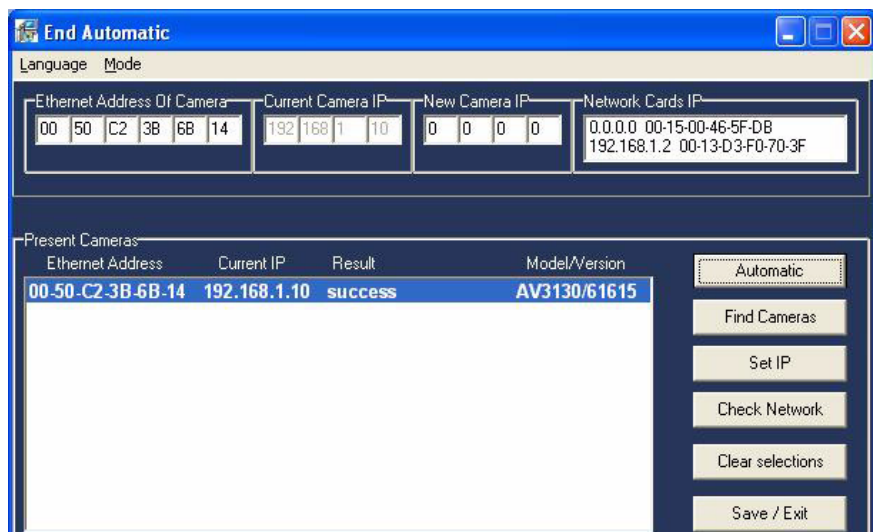 End Automatic
Language Mode
Ethernet Address Of Camera Current Camera IP New Camera IP Network Cards IP
00 50 C2 3B 6B 14 192 168 1 10 0 0 0 0 0.0.0.0 00-15-00-46-5F-DB
192.168.1.2 00-13-D3-F0-70-3F
Present Cameras
Ethernet Address Current IP Result Model/Version
00-50-C2-3B-6B-14 192.168.1.10 success AV3130/61615
Automatic
Find Cameras
Set IP
Check Network
Clear selections
Save / Exit